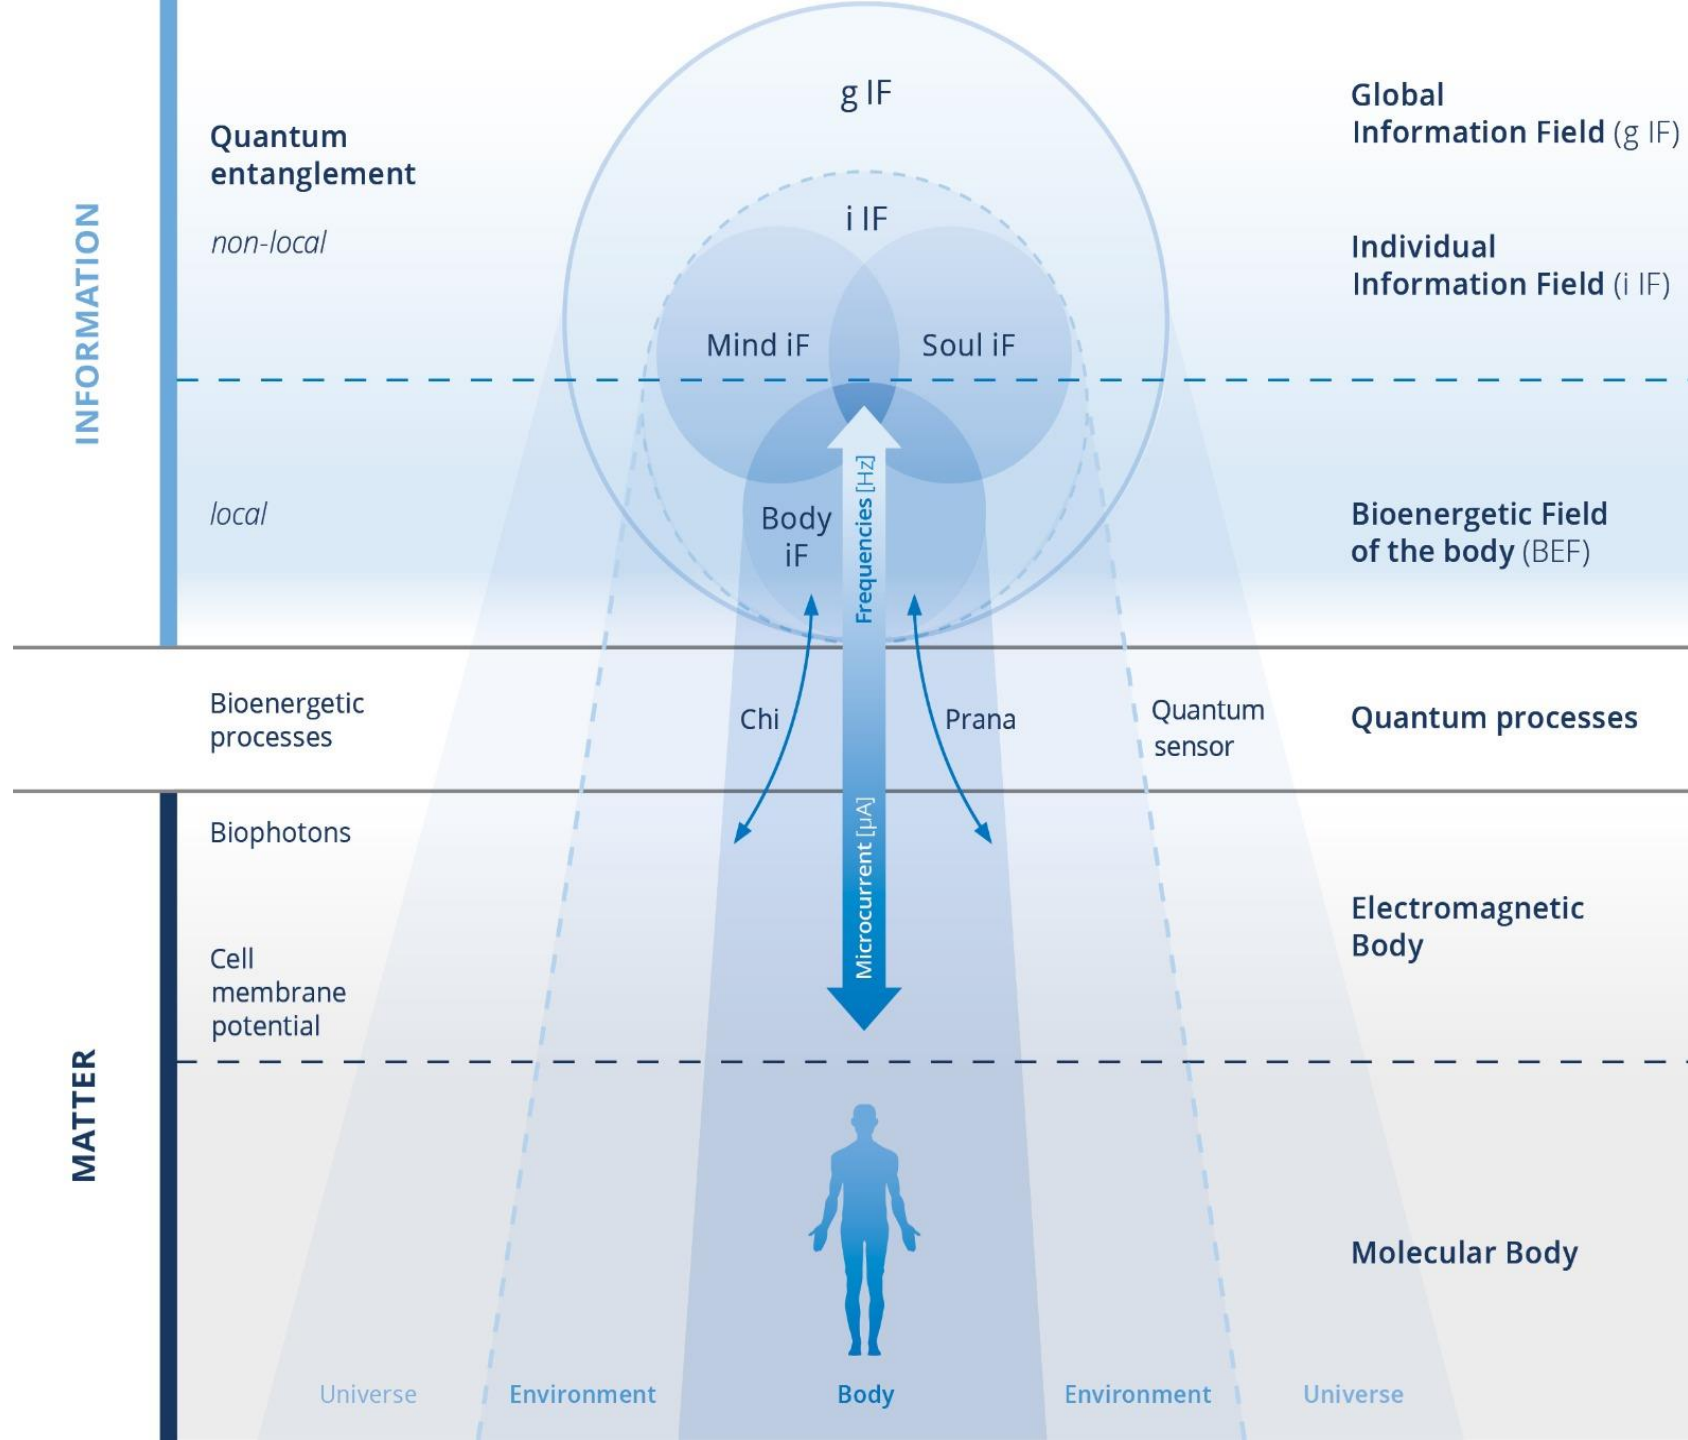 g IF
Global
Information Field (g IF)
Quantum
entanglement
non-local
i IF
Individual
Information Field (i IF)
INFORMATION
Mind iF
Soul iF
local
Body
iF
Frequencies [Hz]
Bioenergetic Field
of the body (BEF)
Bioenergetic
processes
Chi
Prana
Quantum
sensor
Quantum processes
Biophotons
Microcurrent [µA]
Electromagnetic
Body
Cell
membrane
potential
MATTER
Molecular Body
Universe
Environment
Body
Environment
Universe